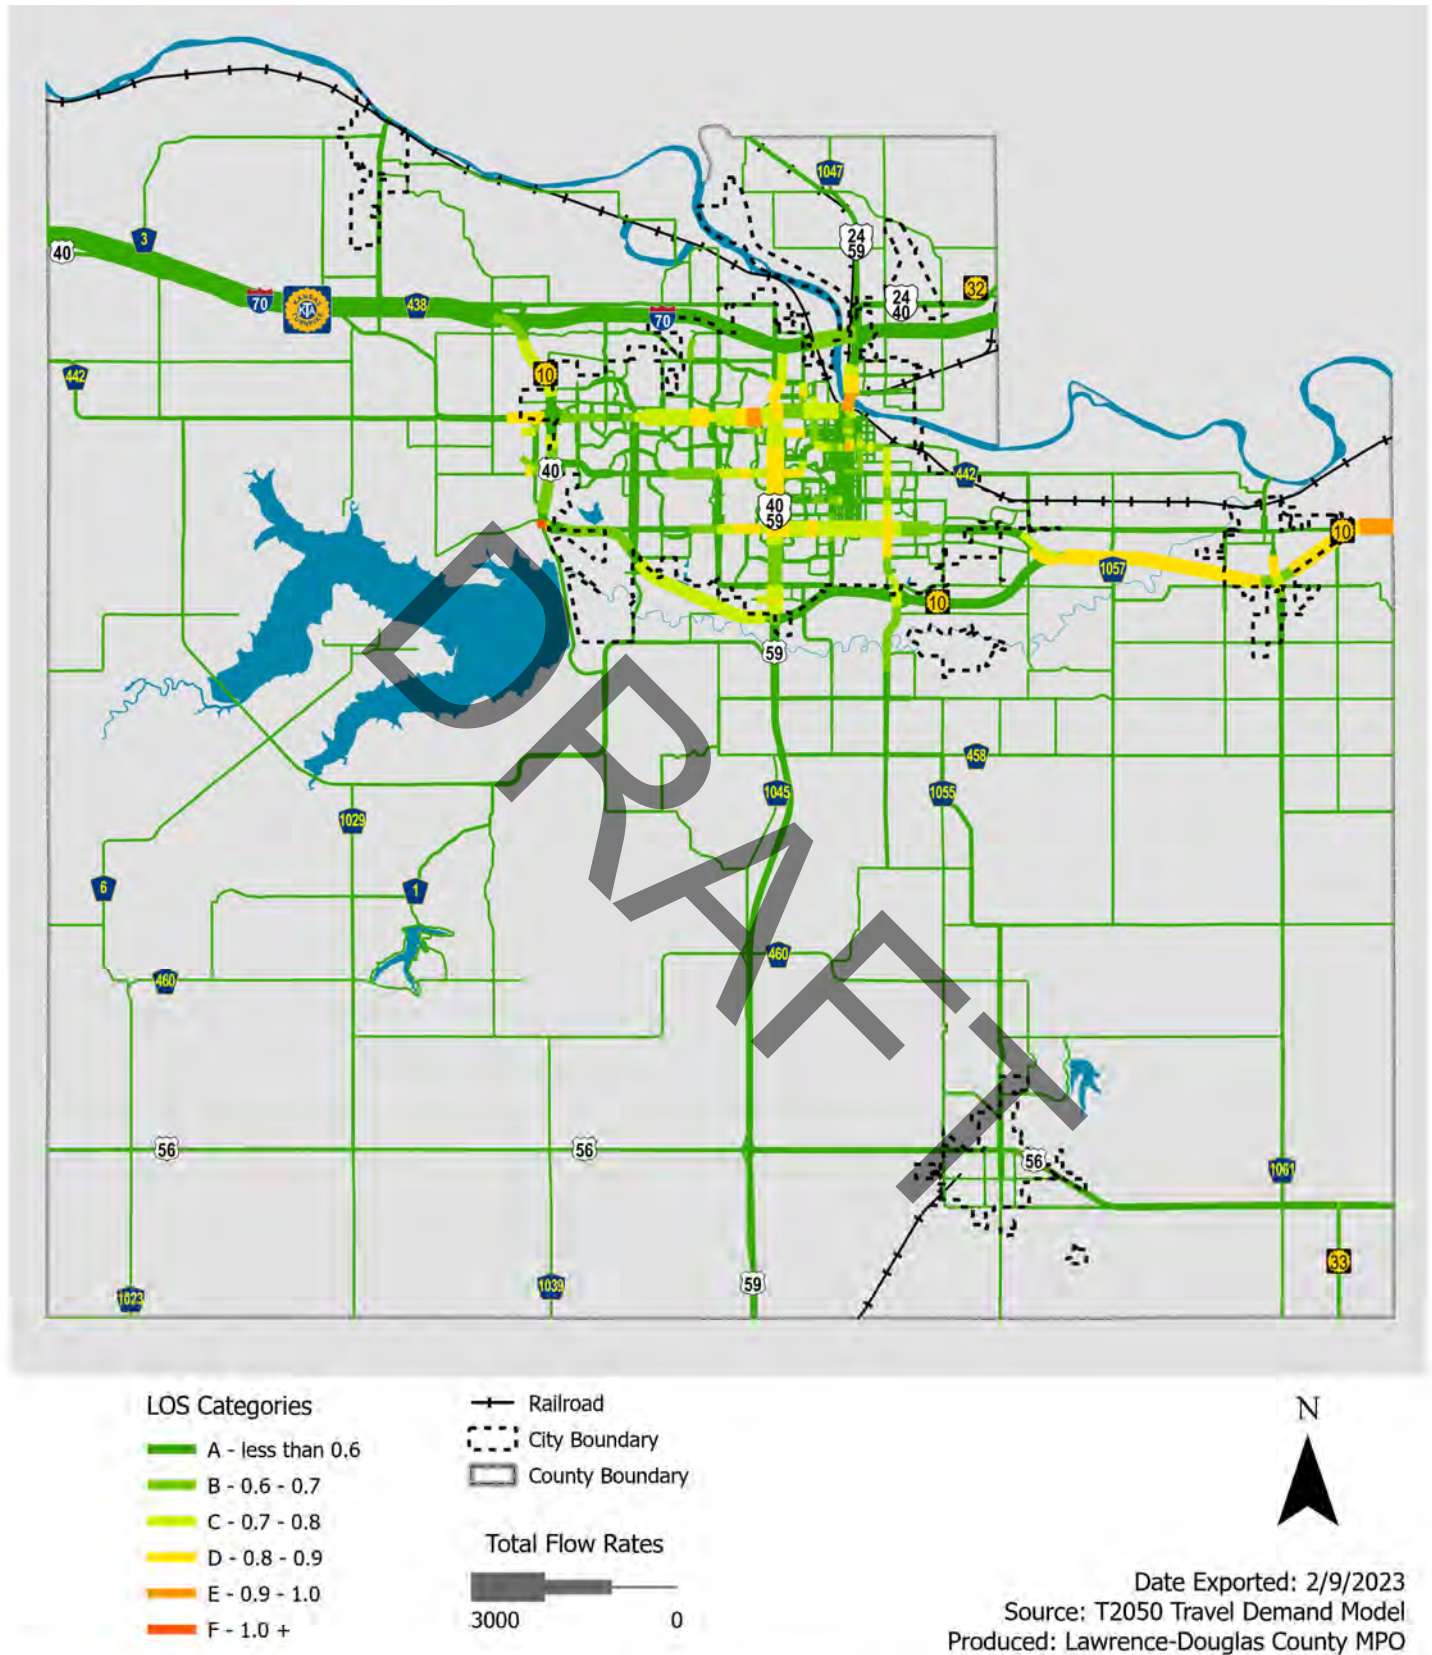 1047
24
59
3
40
32
24
40
70
KANSAS
KTA
TURNPIKE
438
70
442
10
40
442
40
59
10
1057
10
59
458
1045
1055
1029
6
1
460
460
DRAFT
56
56
56
1061
33
1023
1039
59
LOS Categories
A - less than 0.6
B - 0.6 - 0.7
C - 0.7 - 0.8
D - 0.8 - 0.9
E - 0.9 - 1.0
F - 1.0 +
Railroad
City Boundary
County Boundary
Total Flow Rates
3000 0
N
Date Exported: 2/9/2023
Source: T2050 Travel Demand Model
Produced: Lawrence-Douglas County MPO